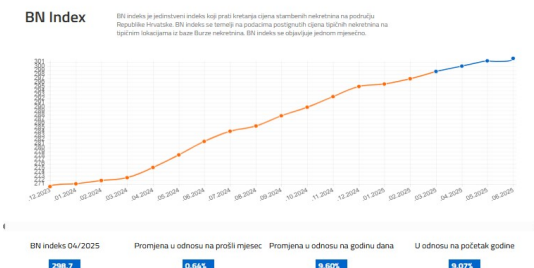 BN Index
BN indeks je jedinstveni indeks koji prati kretanja cijena stambenih nekretnina na području
Republike Hrvatske. BN indeks se temelji na podacima postignutih cijena tipičnih nekretnina na
tipičnim lokacijama iz baze Burze nekretnina. BN indeks se objavljuje jednom mjesečno.
301
271
.12.2023 .01.2024 .02.2024 .03.2024 .04.2024 .05.2024 .06.2024 .07.2024 .08.2024 .09.2024 .10.2024 .11.2024 .12.2024 .01.2025 .02.2025 .03.2025 .04.2025 .05.2025 .06.2025
BN indeks 04/2025 Promjena u odnosu na prošli mjesec Promjena u odnosu na godinu dana U odnosu na početak godine
298.7 0.64% 9.60% 9.07%